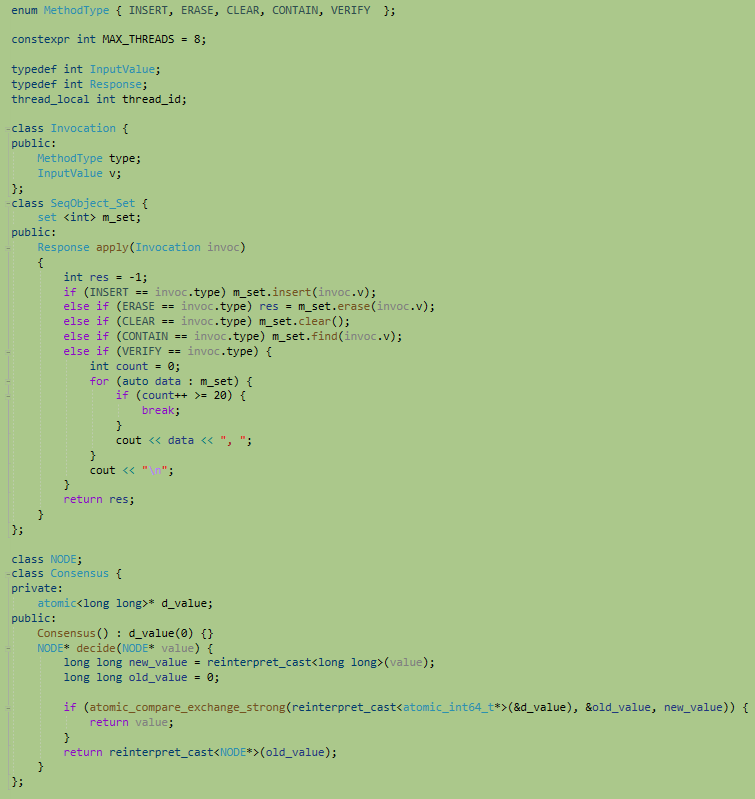 enum MethodType { INSERT, ERASE, CLEAR, CONTAIN, VERIFY  };
constexpr int MAX_THREADS = 8;
typedef int InputValue;
typedef int Response;
thread_local int thread_id;
class Invocation {
public:
    MethodType type;
    InputValue v;
};
class SeqObject_Set {
    set <int> m_set;
public:
    Response apply(Invocation invoc)
    {
        int res = -1;
        if (INSERT == invoc.type) m_set.insert(invoc.v);
        else if (ERASE == invoc.type) res = m_set.erase(invoc.v);
        else if (CLEAR == invoc.type) m_set.clear();
        else if (CONTAIN == invoc.type) m_set.find(invoc.v);
        else if (VERIFY == invoc.type) {
            int count = 0;
            for (auto data : m_set) {
                if (count++ >= 20) {
                    break;
                }
                cout << data << ", ";
            }
            cout << "\n";
        }
        return res;
    }
};
class NODE;
class Consensus {
private:
    atomic<long long>* d_value;
public:
    Consensus() : d_value(0) {}
    NODE* decide(NODE* value) {
        long long new_value = reinterpret_cast<long long>(value);
        long long old_value = 0;
        if (atomic_compare_exchange_strong(reinterpret_cast<atomic_int64_t*>(&d_value), &old_value, new_value)) {
            return value;
        }
        return reinterpret_cast<NODE*>(old_value);
    }
};